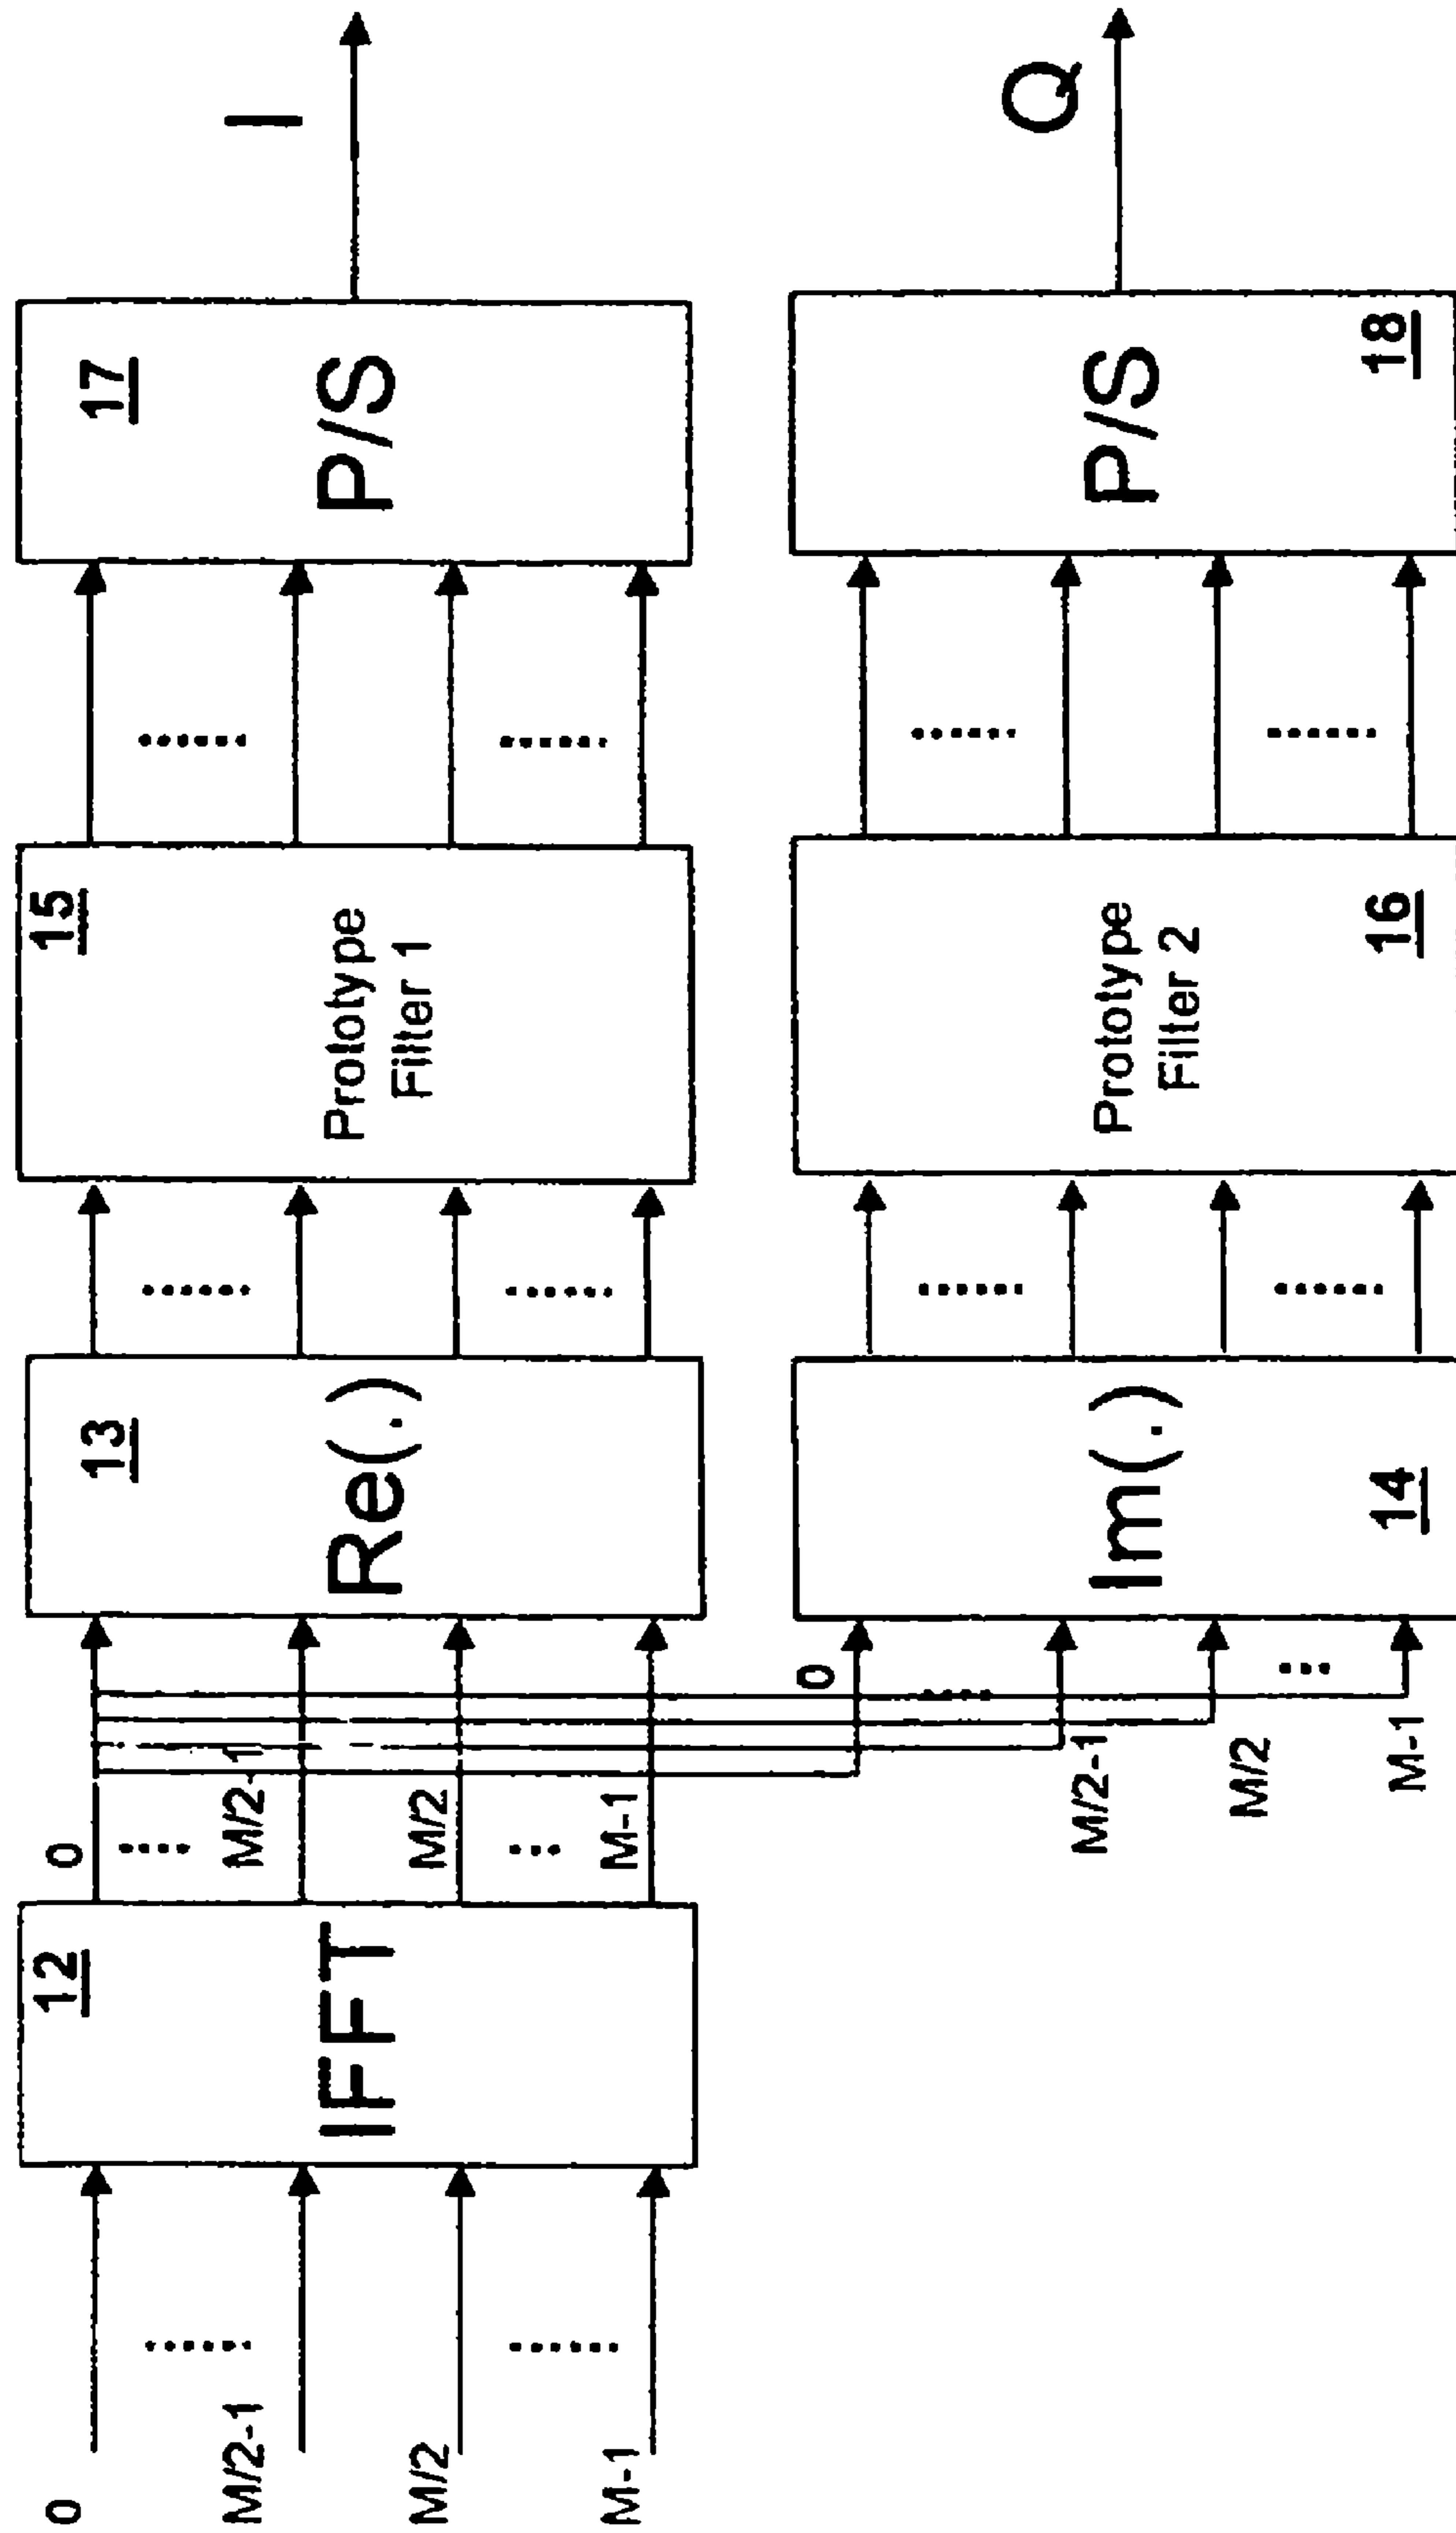 0
M/2-1
M/2
M-1
12
IFFT
0
M/2-1
M/2
M-1
0
M/2-1
M/2
M-1
13
Re(.)
14
Im(.)
15
Prototype
Filter 1
16
Prototype
Filter 2
17
P/S
18
P/S
I
Q